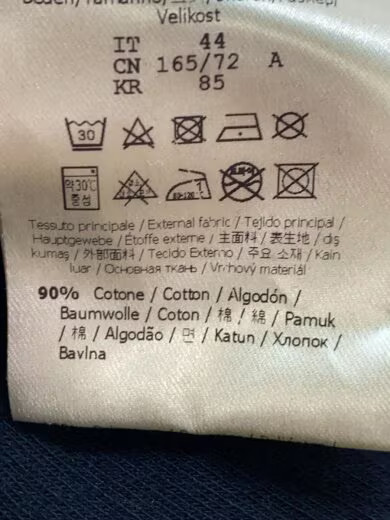 Velikost
IT 44
CN 165/72 A
KR 85
30
약30℃
중성
Tessuto principale / External fabric / Tejido principal /
Hauptgewebe / Étoffe externe / 主面料 / 表生地 / dış
kumaş / 外部面料 / Tecido Externo / 주요 소재 / Kain
luar / Основная ткань / Vrchový materiál
90% Cotone / Cotton / Algodón /
Baumwolle / Coton / 棉 / 綿 / Pamuk
/ 棉 / Algodão / 면 / Katun / Хлопок /
Bavlna